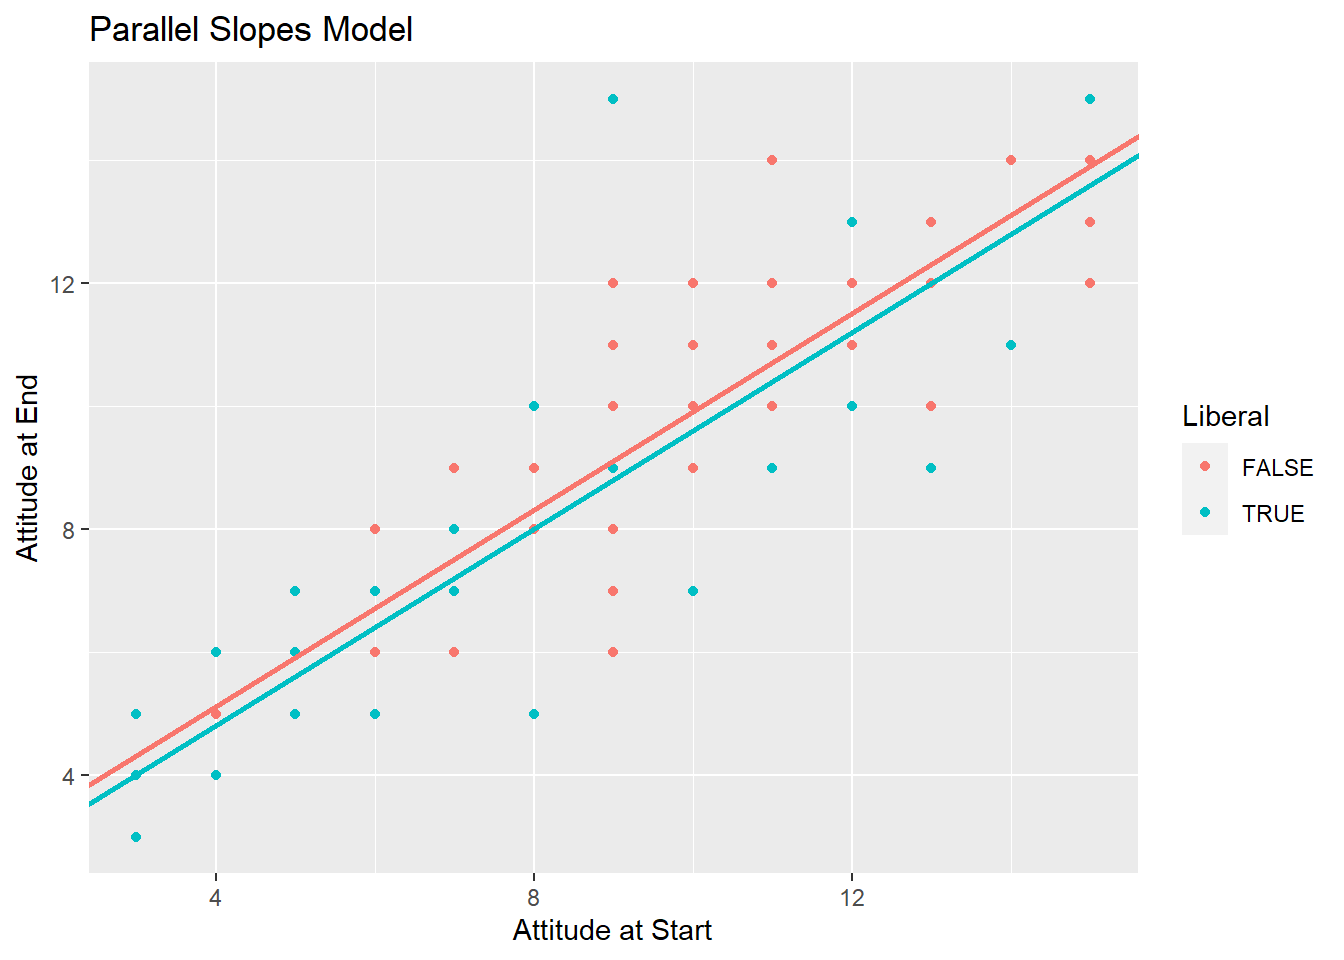 Parallel Slopes Model
12
8
4
Attitude at End
4 8 12
Attitude at Start
Liberal
FALSE
TRUE